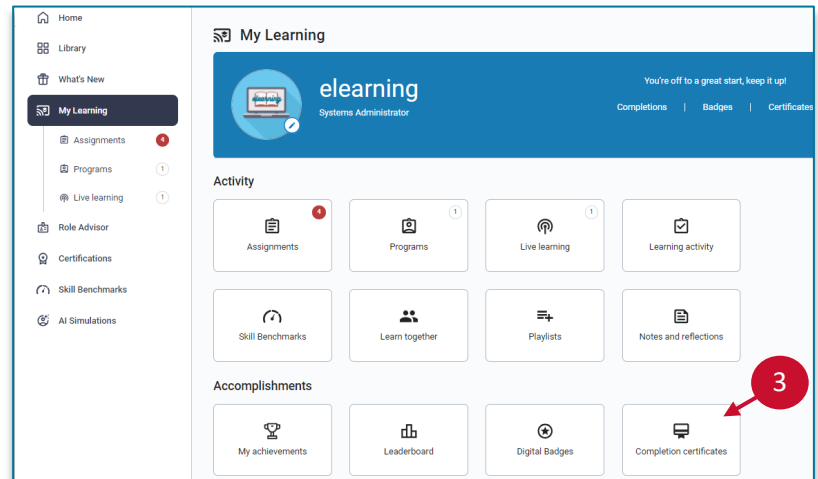 Home
Library
What's New
My Learning
Assignments 4
Programs 1
Live learning 1
Role Advisor
Certifications
Skill Benchmarks
AI Simulations
My Learning
elearning
elearning
Systems Administrator
You're off to a great start, keep it up!
Completions | Badges | Certificates
Activity
4
Assignments
1
Programs
1
Live learning
Learning activity
Skill Benchmarks
Learn together
Playlists
Notes and reflections
Accomplishments
3
My achievements
Leaderboard
Digital Badges
Completion certificates